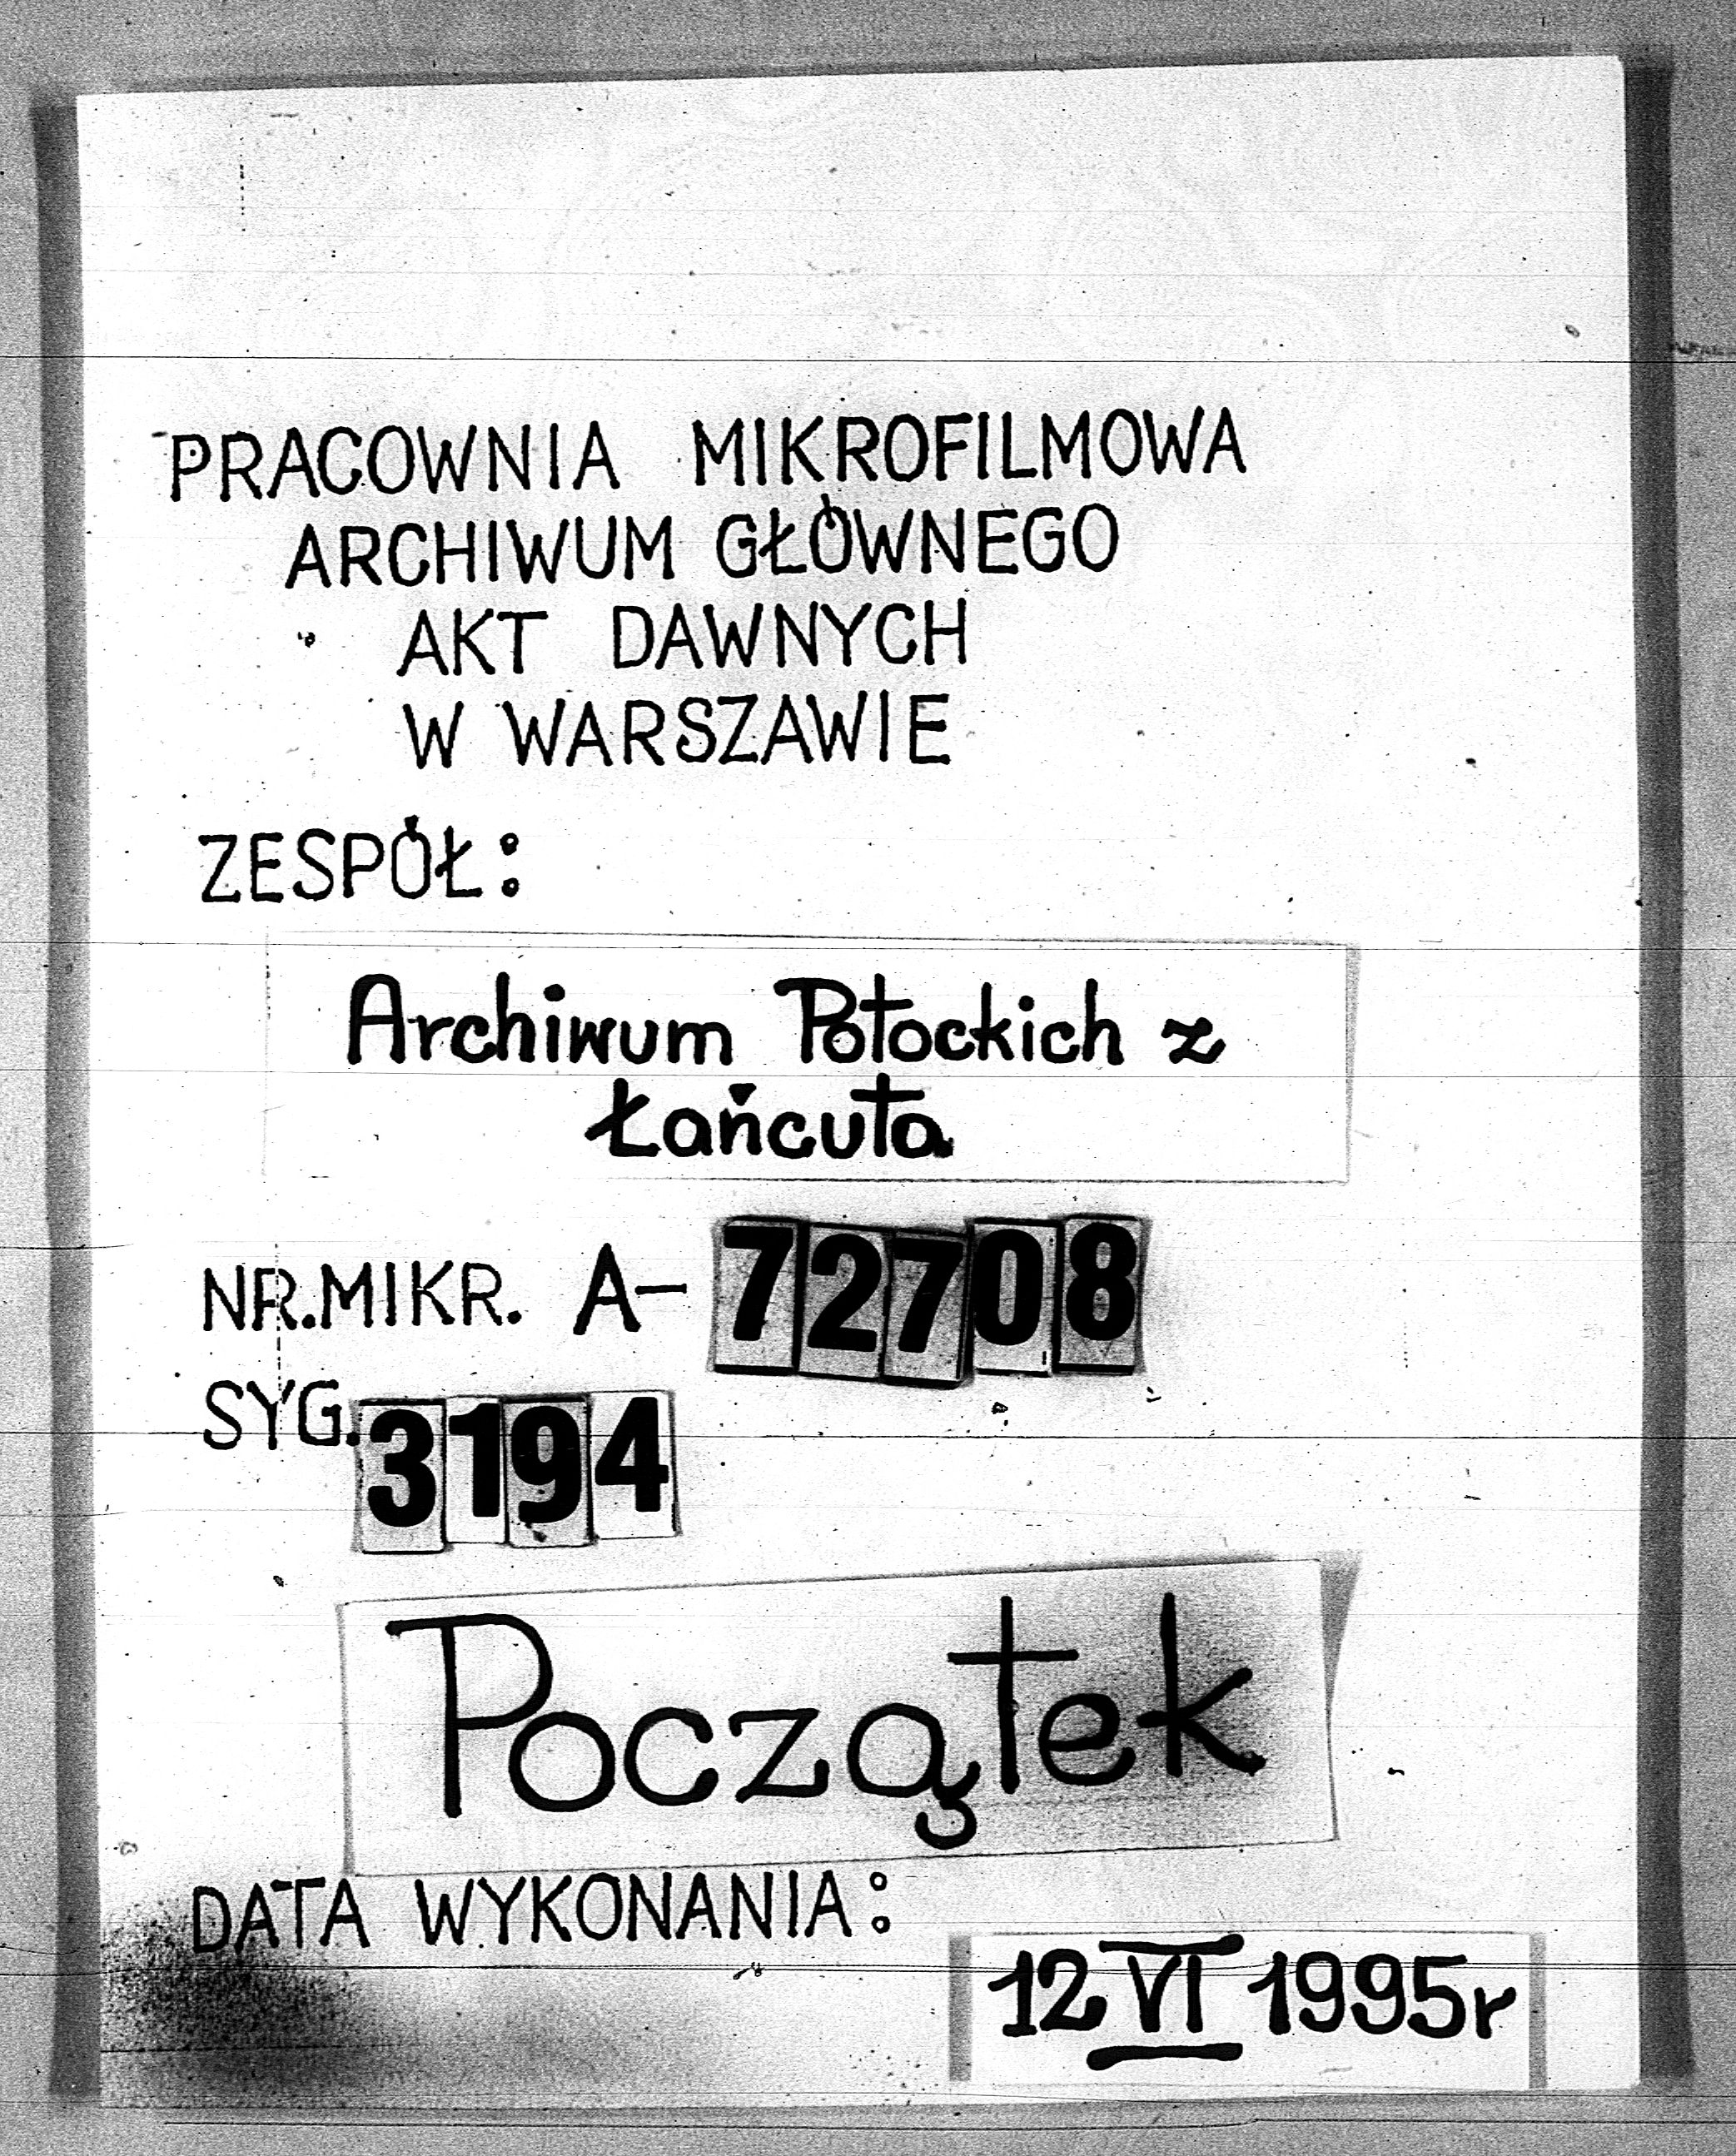 PRACOWNIA MIKROFILMOWA
ARCHIWUM GŁÓWNEGO
AKT DAWNYCH
W WARSZAWIE
ZESPÓŁ:
Archiwum Potockich z
Łańcuta
NR.MIKR. A-72708
SYG.3194
Początek
DATA WYKONANIA:
12 VI 1995r